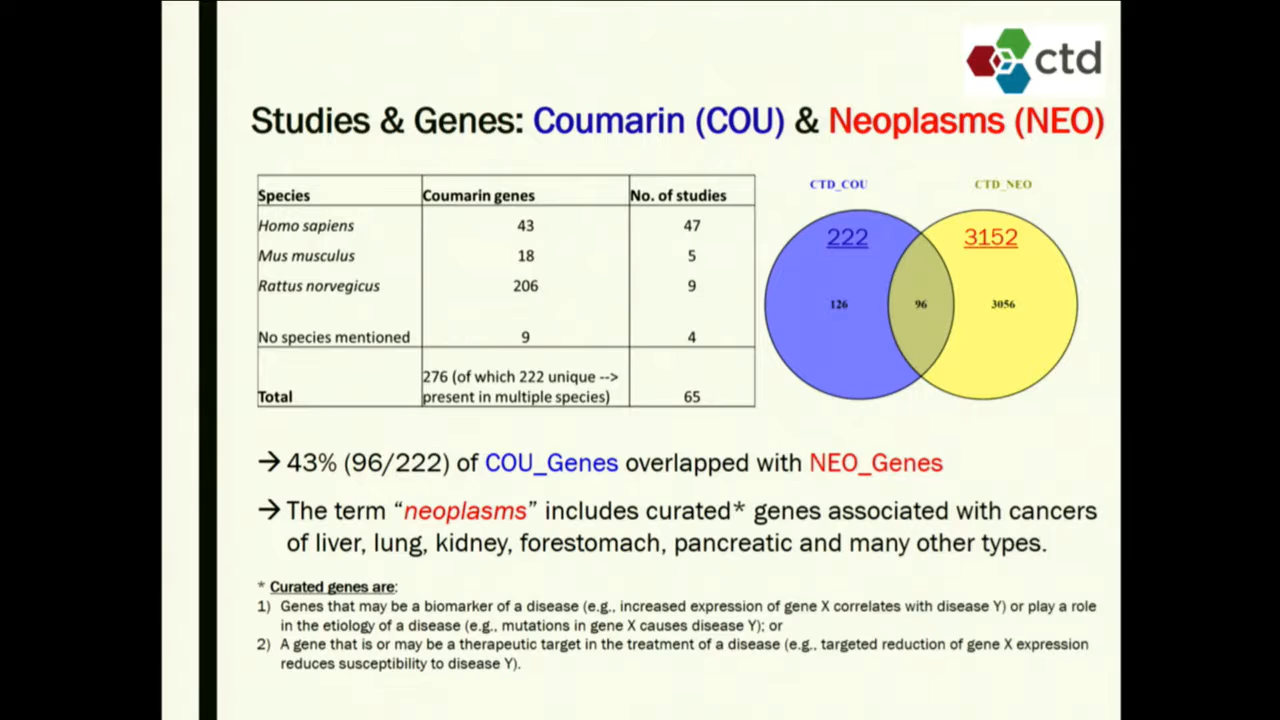 ctd
Studies & Genes: Coumarin (COU) & Neoplasms (NEO)
Species Coumarin genes No. of studies
Homo sapiens 43 47
Mus musculus 18 5
Rattus norvegicus 206 9
No species mentioned 9 4
276 (of which 222 unique -->
Total present in multiple species) 65
CTD_COU CTD_NEO
222 3152
126 96 3056
→ 43% (96/222) of COU_Genes overlapped with NEO_Genes
→ The term “neoplasms” includes curated* genes associated with cancers
of liver, lung, kidney, forestomach, pancreatic and many other types.
* Curated genes are:
1) Genes that may be a biomarker of a disease (e.g., increased expression of gene X correlates with disease Y) or play a role
in the etiology of a disease (e.g., mutations in gene X causes disease Y); or
2) A gene that is or may be a therapeutic target in the treatment of a disease (e.g., targeted reduction of gene X expression
reduces susceptibility to disease Y).